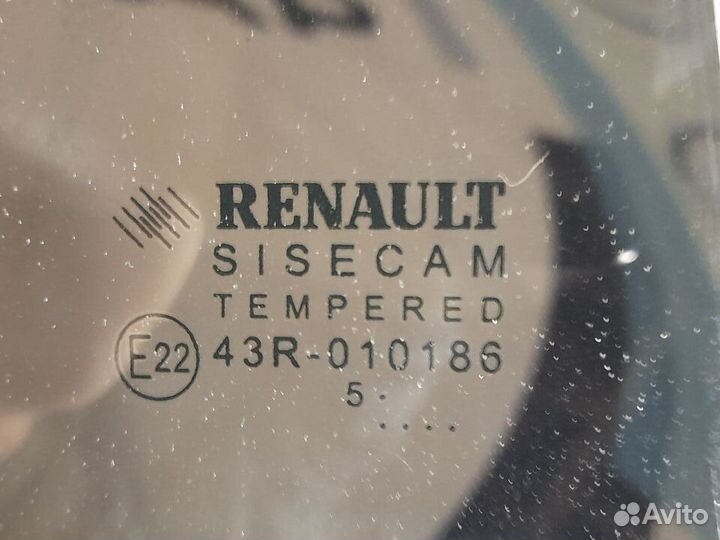 RENAULT
SISECAM
TEMPERED
E22 43R-010186
5.
....
Avito